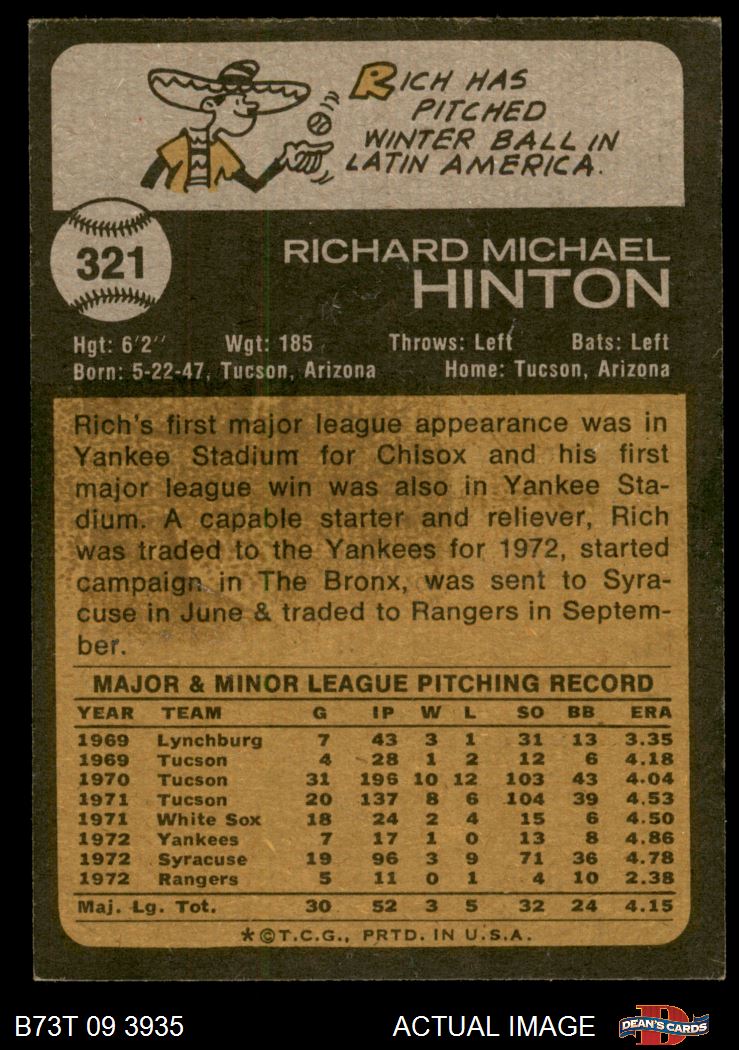 RICH HAS
PITCHED
WINTER BALL IN
LATIN AMERICA.
321
RICHARD MICHAEL
HINTON
Hgt: 6'2" Wgt: 185 Throws: Left Bats: Left
Born: 5-22-47, Tucson, Arizona Home: Tucson, Arizona
Rich's first major league appearance was in
Yankee Stadium for Chisox and his first
major league win was also in Yankee Sta-
dium. A capable starter and reliever, Rich
was traded to the Yankees for 1972, started
campaign in The Bronx, was sent to Syra-
cuse in June & traded to Rangers in Septem-
ber.
MAJOR & MINOR LEAGUE PITCHING RECORD
YEAR TEAM G IP W L SO BB ERA
1969 Lynchburg 7 43 3 1 31 13 3.35
1969 Tucson 4 28 1 2 12 6 4.18
1970 Tucson 31 196 10 12 103 43 4.04
1971 Tucson 20 137 8 6 104 39 4.53
1971 White Sox 18 24 2 4 15 6 4.50
1972 Yankees 7 17 1 0 13 8 4.86
1972 Syracuse 19 96 3 9 71 36 4.78
1972 Rangers 5 11 0 1 4 10 2.38
Maj. Lg. Tot. 30 52 3 5 32 24 4.15
*©T.C.G., PRTD. IN U.S.A.
B73T 09 3935 ACTUAL IMAGE D DEAN'S CARDS